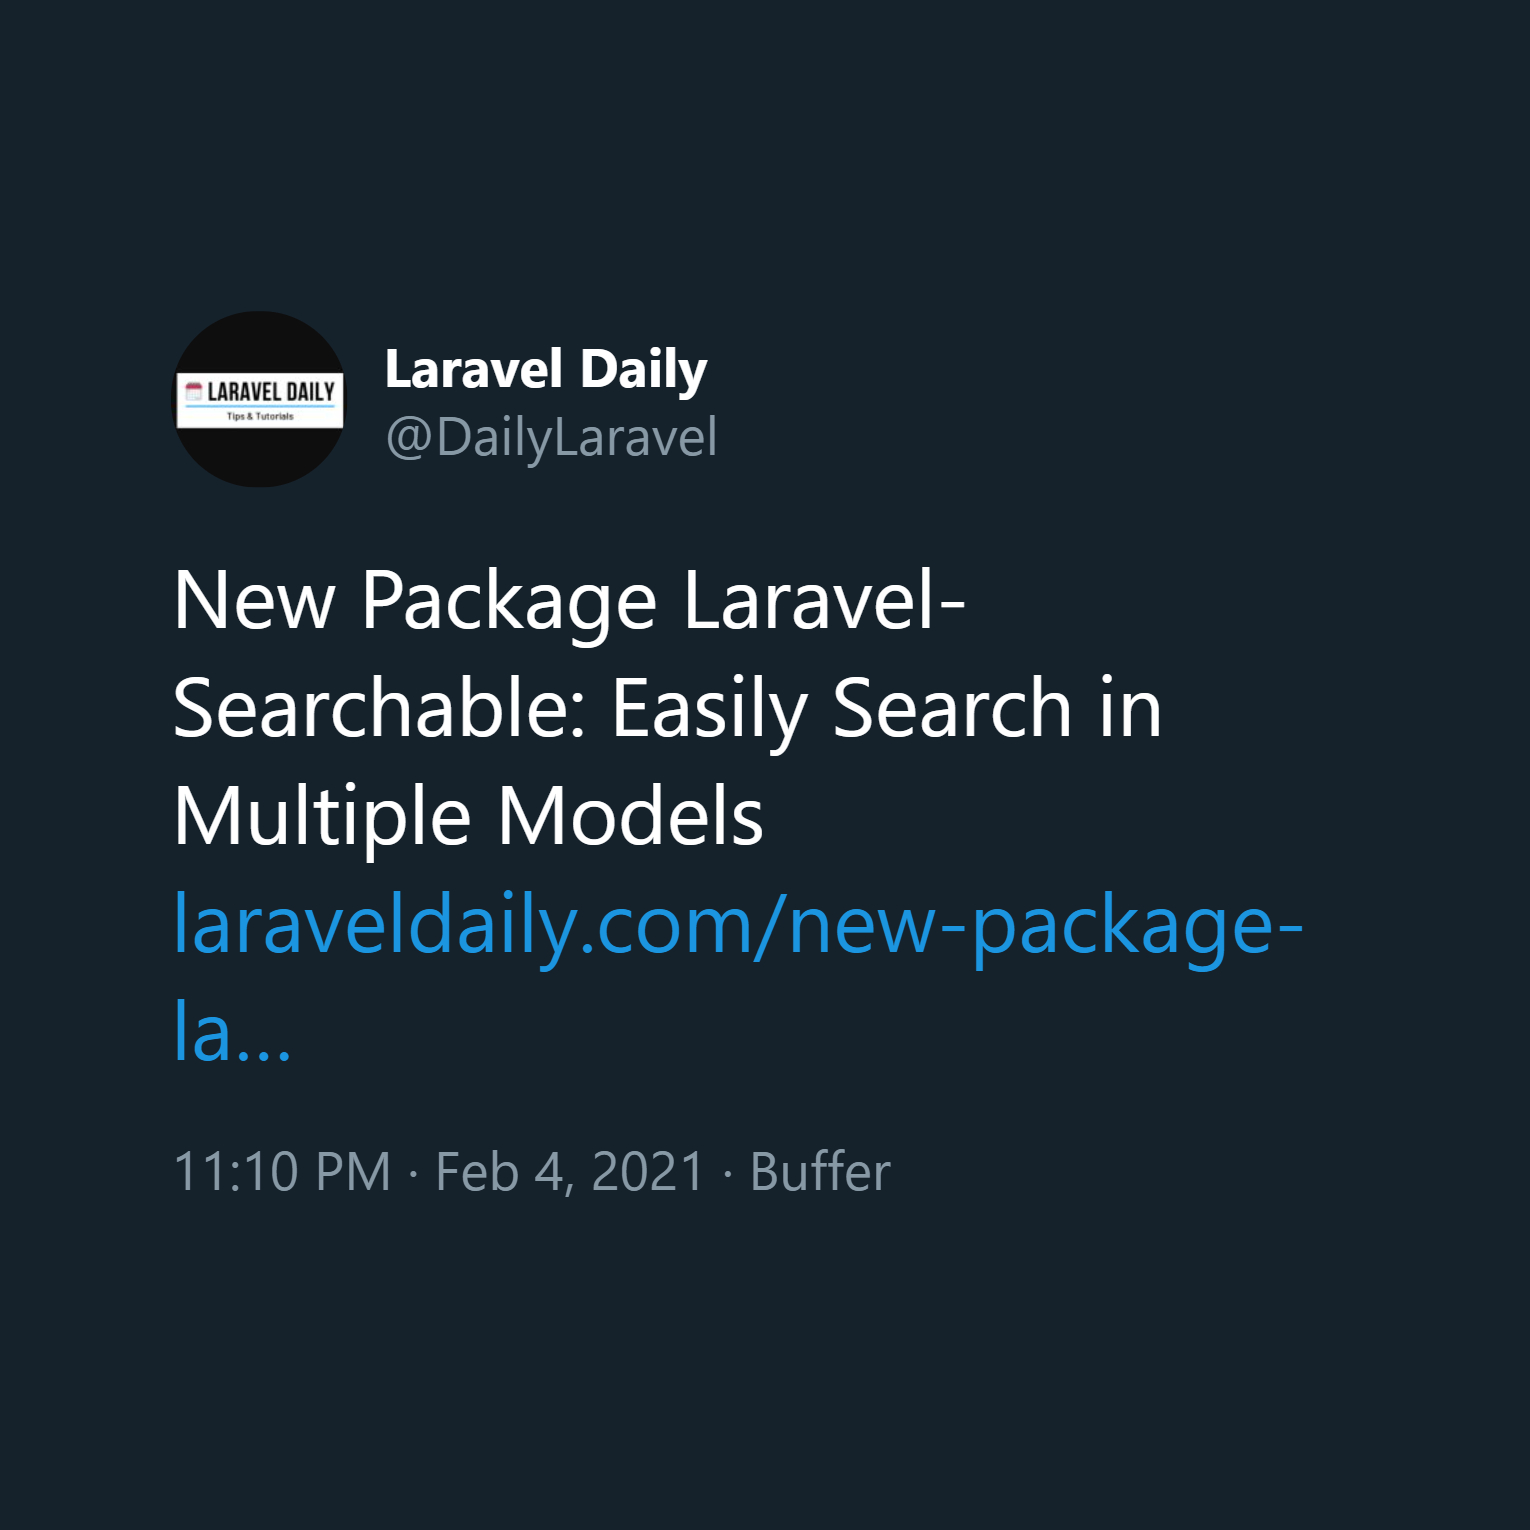 LARAVEL DAILY
Tips & Tutorials
Laravel Daily
@DailyLaravel
New Package Laravel-
Searchable: Easily Search in
Multiple Models
laraveldaily.com/new-package-
la…
11:10 PM · Feb 4, 2021 · Buffer